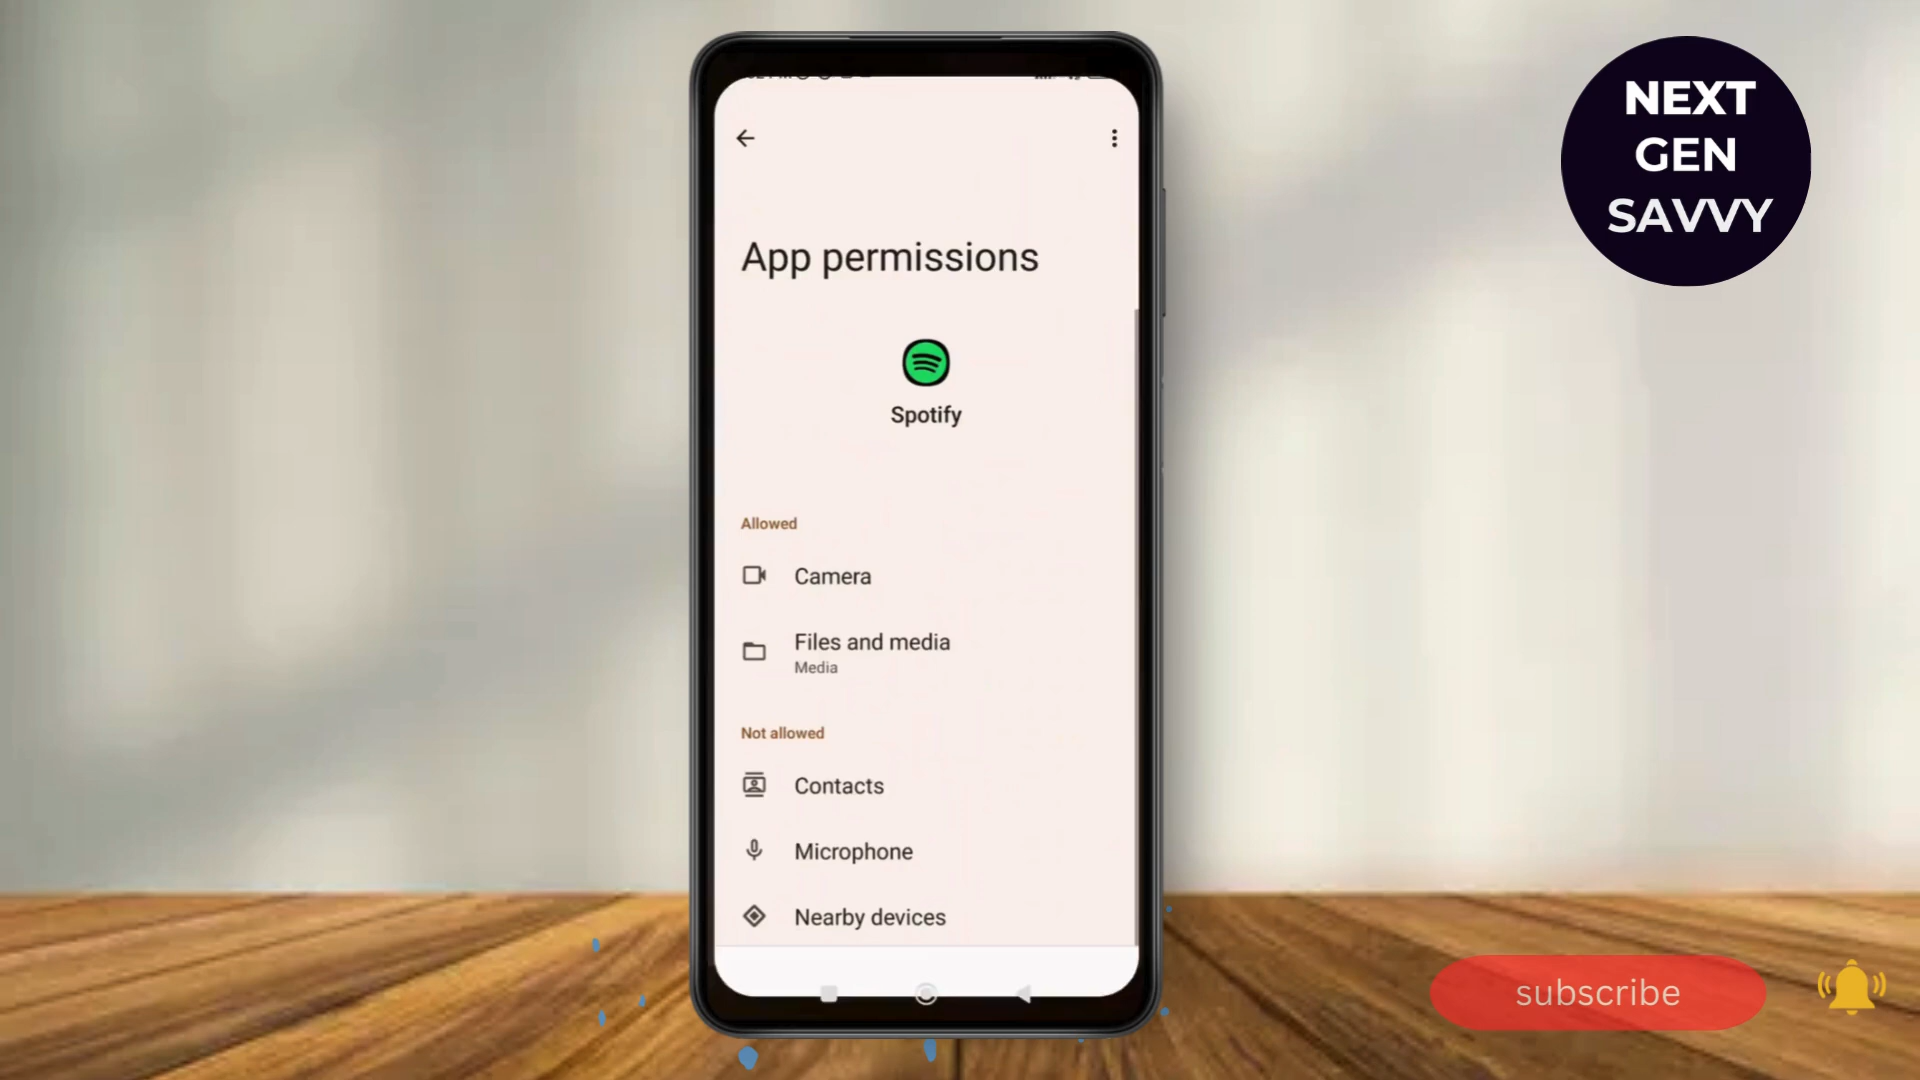 NEXT
GEN
SAVVY
App permissions
Spotify
Allowed
Camera
Files and media
Media
Not allowed
Contacts
Microphone
Nearby devices
subscribe